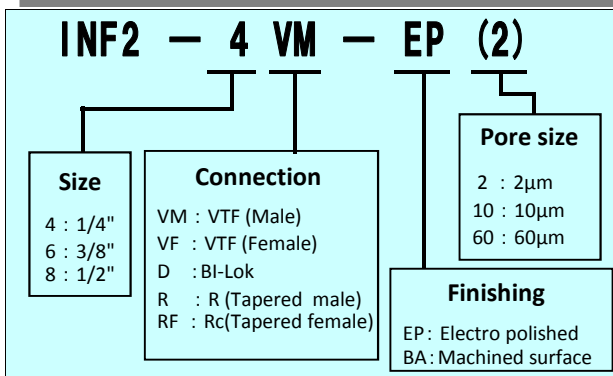 INF2 － 4 VM － EP (2)
Size
4 : 1/4"
6 : 3/8"
8 : 1/2"
Connection
VM : VTF (Male)
VF : VTF (Female)
D : BI-Lok
R : R (Tapered male)
RF : Rc(Tapered female)
Pore size
2 : 2μm
10 : 10μm
60 : 60μm
Finishing
EP: Electro polished
BA: Machined surface